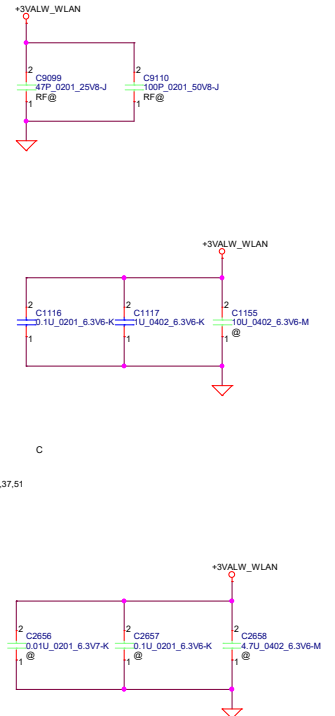 +3VALW_WLAN
2 2
C9099 C9110
47P_0201_25V8-J 100P_0201_50V8-J
RF@ RF@
1 1
+3VALW_WLAN
2 2 2
C1116 C1117 C1155
0.1U_0201_6.3V6-K 1U_0402_6.3V6-K 10U_0402_6.3V6-M
1 1 1 @
C
,37,51
+3VALW_WLAN
2 2 2
C2656 C2657 C2658
0.01U_0201_6.3V7-K 0.1U_0201_6.3V6-K 4.7U_0402_6.3V6-M
@ @ @
1 1 1